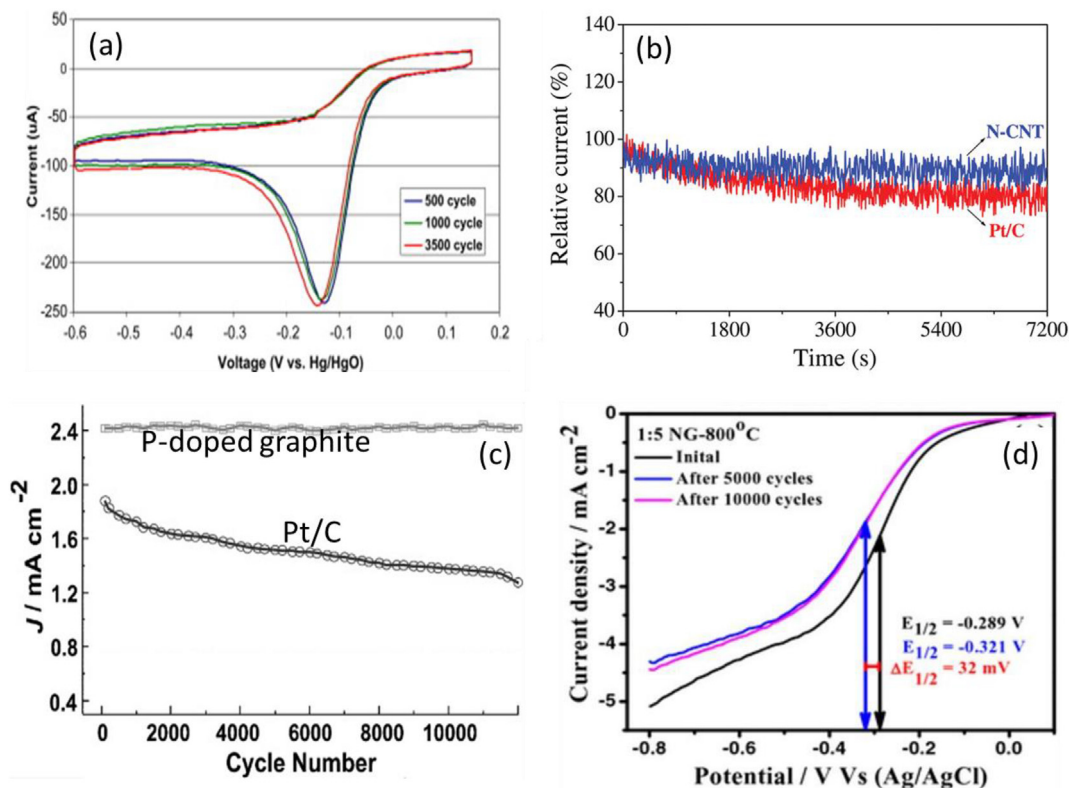 (a)
50
0
-50
-100
-150
-200
-250
Current (uA)
500 cycle
1000 cycle
3500 cycle
-0.6 -0.5 -0.4 -0.3 -0.2 -0.1 0.0 0.1 0.2
Voltage (V vs. Hg/HgO)
(b)
140
120
100
80
60
40
Relative current (%)
N-CNT
Pt/C
0 1800 3600 5400 7200
Time (s)
(c)
2.4
2.0
1.6
1.2
0.8
0.4
J / mA cm-2
P-doped graphite
Pt/C
0 2000 4000 6000 8000 10000
Cycle Number
(d)
0
-1
-2
-3
-4
-5
Current density / mA cm-2
1:5 NG-800°C
Inital
After 5000 cycles
After 10000 cycles
E1/2 = -0.289 V
E1/2 = -0.321 V
ΔE1/2 = 32 mV
-0.8 -0.6 -0.4 -0.2 0.0
Potential / V Vs (Ag/AgCl)